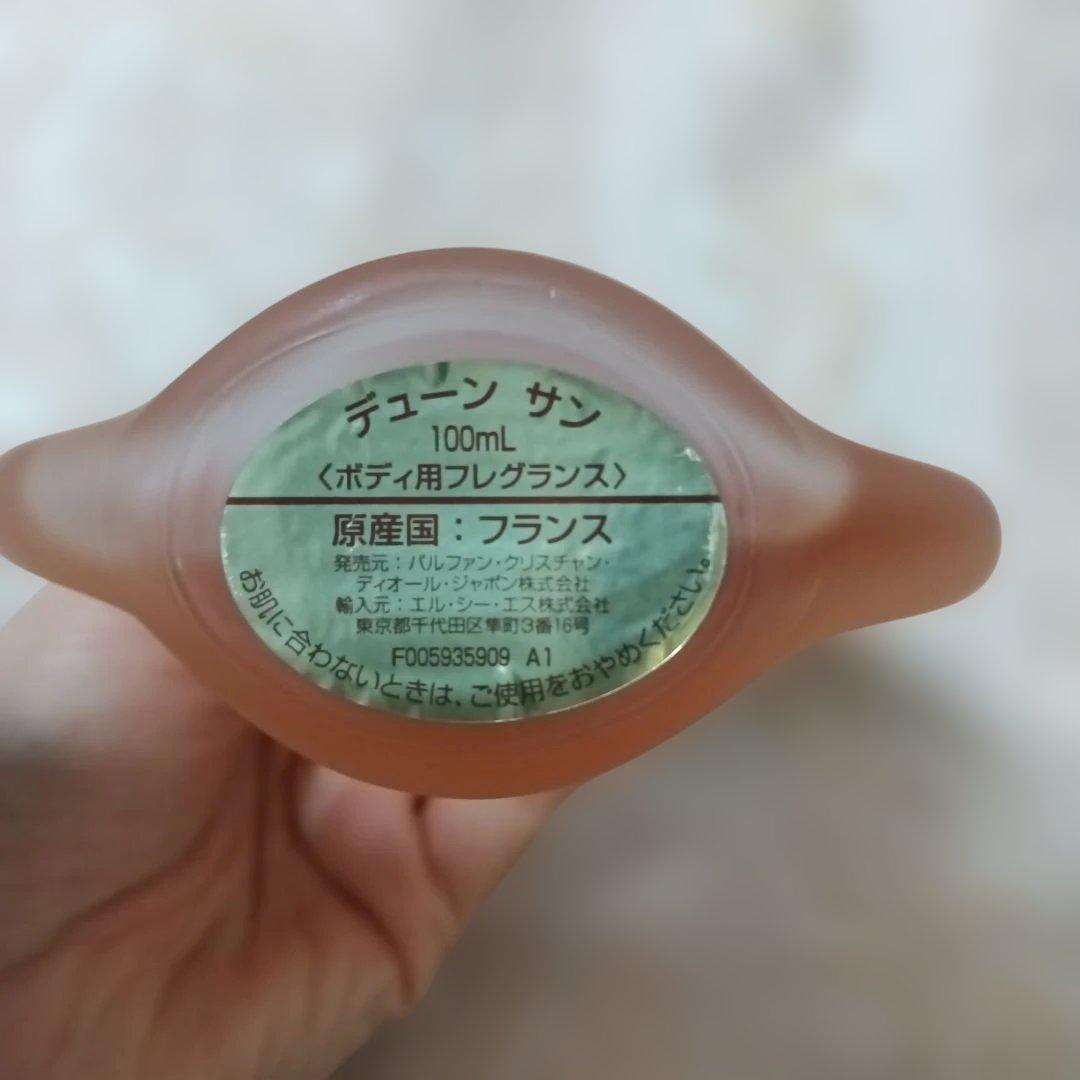 デューン サン
100mL
〈ボディ用フレグランス〉
原産国：フランス
発売元：パルファン・クリスチャン・
ディオール・ジャポン株式会社
輸入元：エル・シー・エス株式会社
東京都千代田区隼町3番16号
F005935909 A1
お肌に合わないときは、ご使用をおやめください。